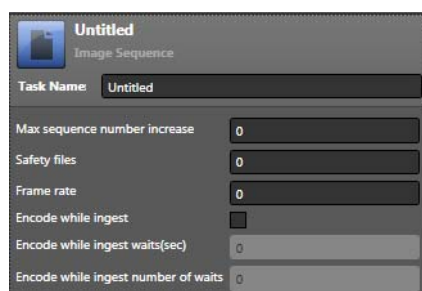 Untitled
Image Sequence
Task Name Untitled
Max sequence number increase 0
Safety files 0
Frame rate 0
Encode while ingest
Encode while ingest waits(sec) 0
Encode while ingest number of waits 0